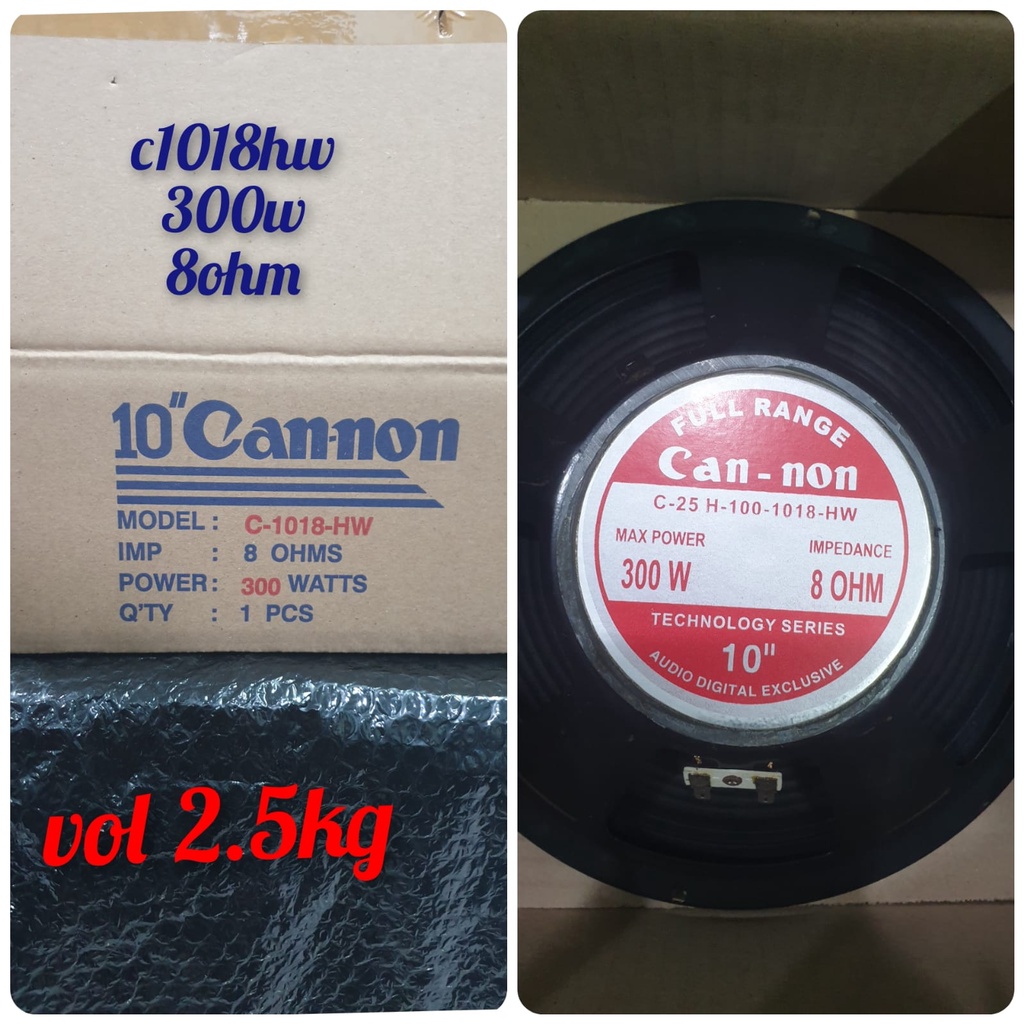 c1018hw
300w
8ohm
10" Can-non
MODEL : C-1018-HW
IMP : 8 OHMS
POWER : 300 WATTS
Q'TY : 1 PCS
vol 2.5kg
FULL RANGE
Can-non
C-25 H-100-1018-HW
MAX POWER
300 W
IMPEDANCE
8 OHM
TECHNOLOGY SERIES
10"
AUDIO DIGITAL EXCLUSIVE